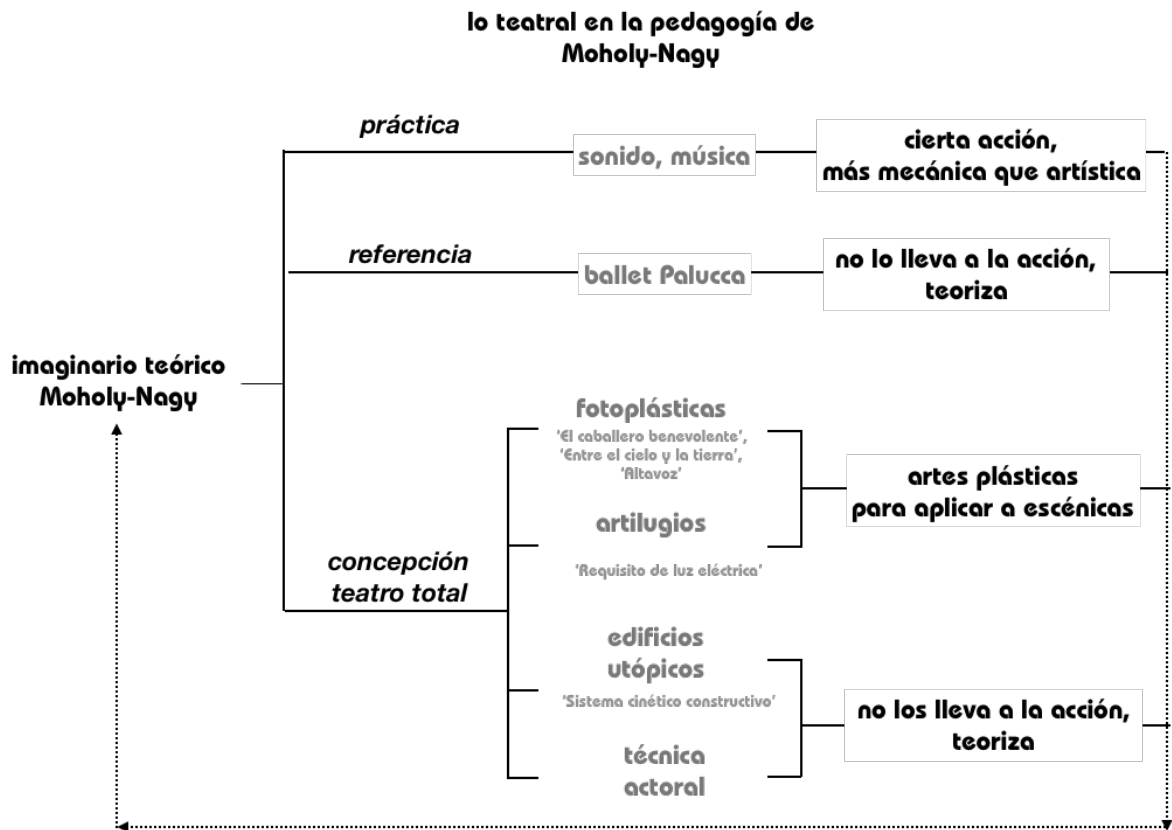 lo teatral en la pedagogía de
Moholy-Nagy
práctica
sonido, música
cierta acción,
más mecánica que artística
referencia
ballet Palucca
no lo lleva a la acción,
teoriza
imaginario teórico
Moholy-Nagy
concepción
teatro total
fotoplásticas
'El caballero benevolente',
'Entre el cielo y la tierra',
'Altavoz'
artilugios
'Requisito de luz eléctrica'
artes plásticas
para aplicar a escénicas
edificios
utópicos
'Sistema cinético constructivo'
técnica
actoral
no los lleva a la acción,
teoriza